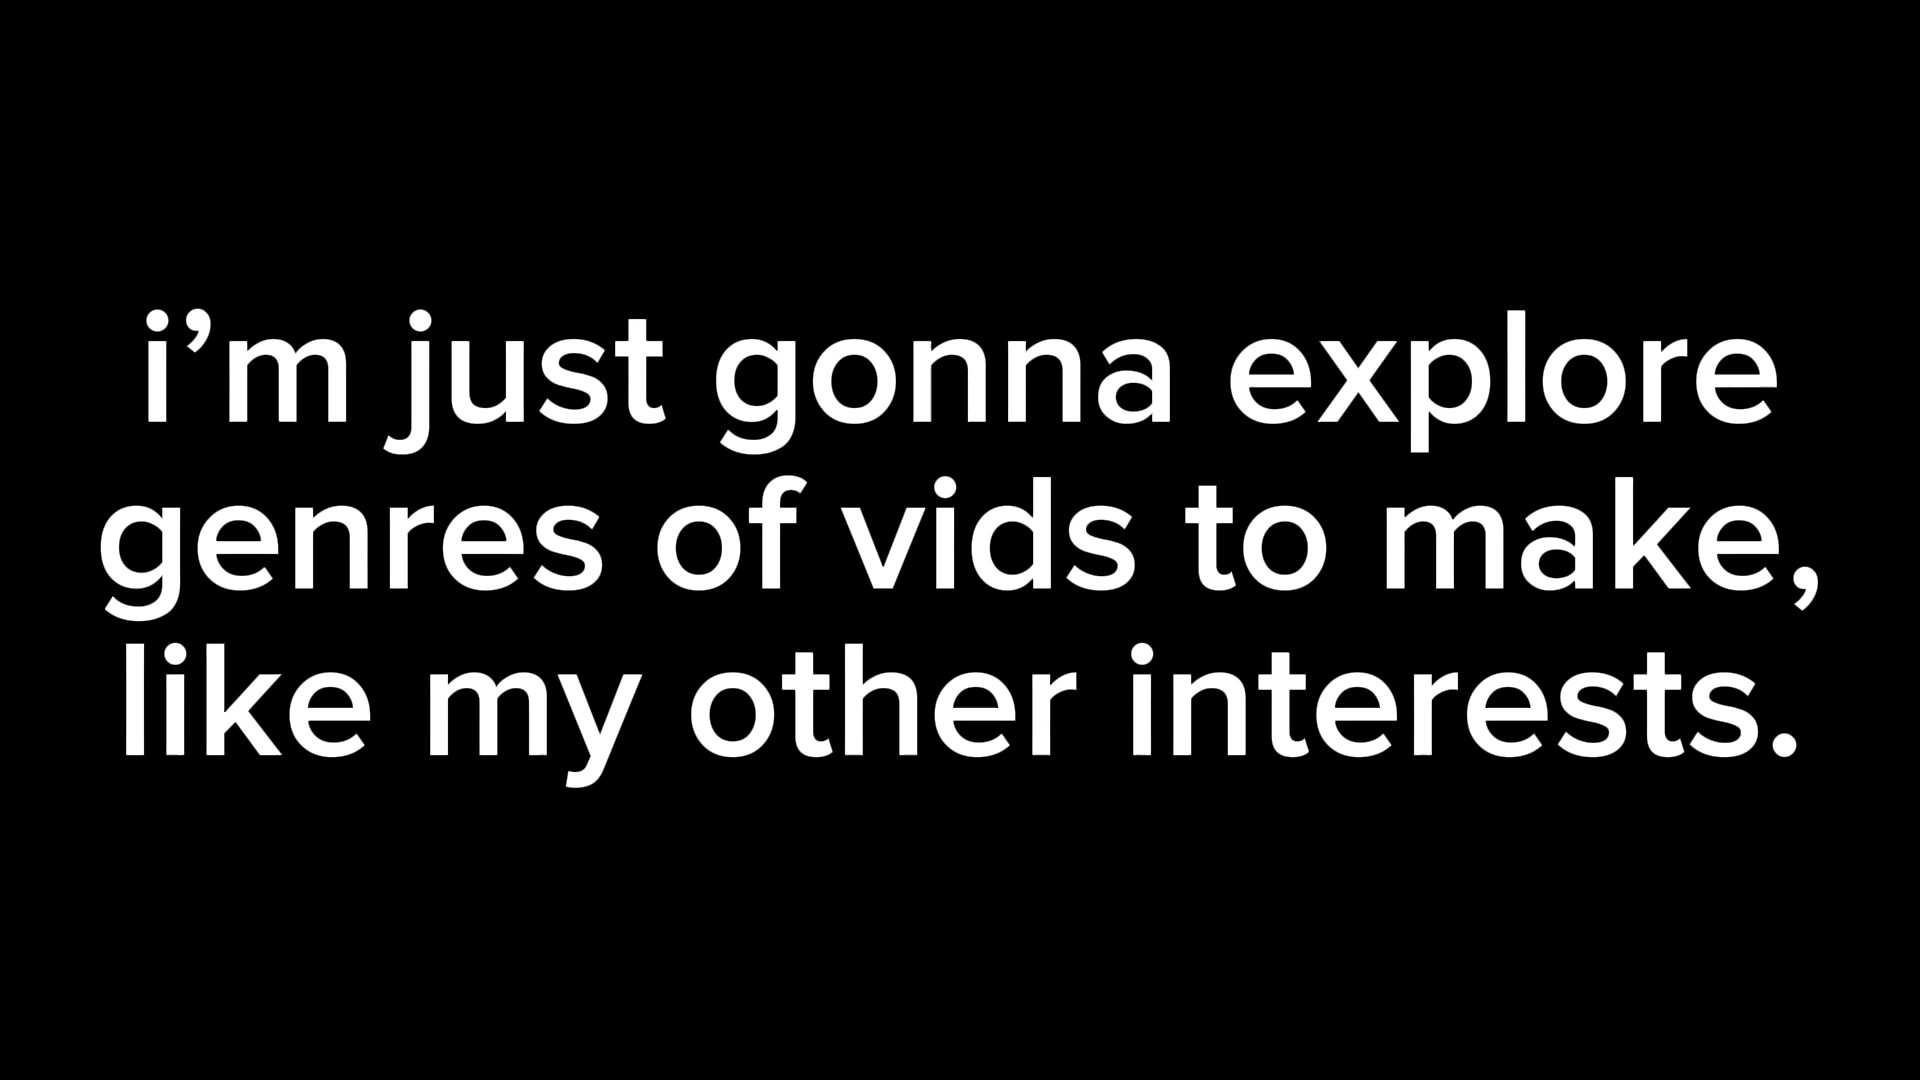 i’m just gonna explore
genres of vids to make,
like my other interests.